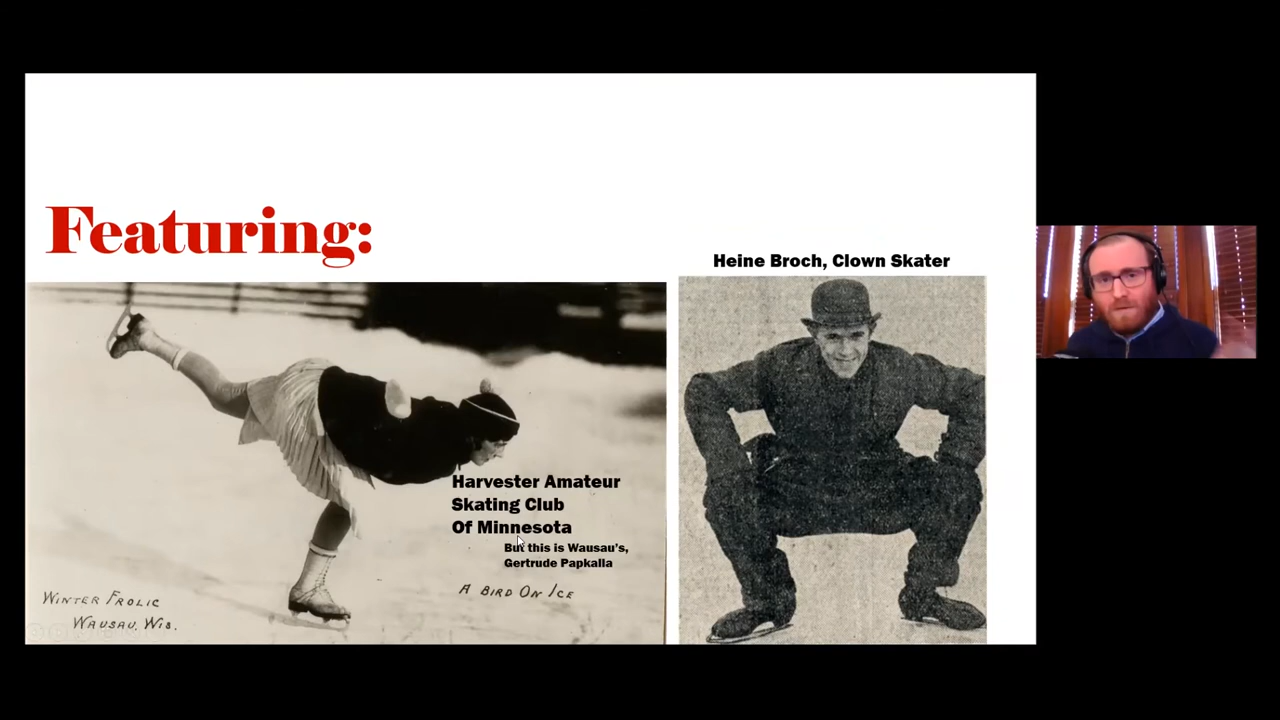 Featuring:
Heine Broch, Clown Skater
Harvester Amateur
Skating Club
Of Minnesota
But this is Wausau's,
Gertrude Papkalla
A BIRD ON ICE
WINTER FROLIC
WAUSAU. WIS.